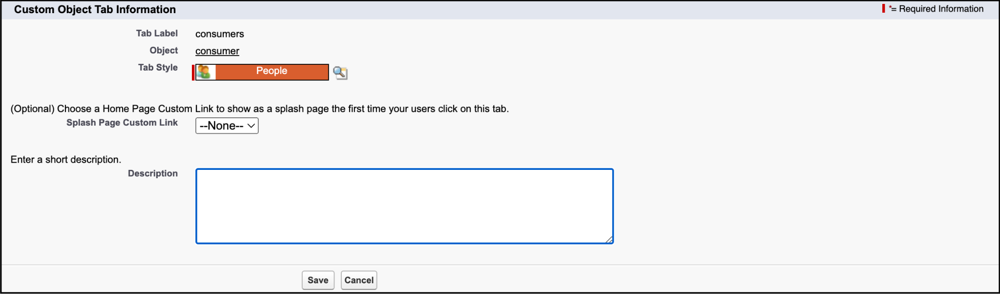 Custom Object Tab Information
*= Required Information
Tab Label consumers
Object consumer
Tab Style People
(Optional) Choose a Home Page Custom Link to show as a splash page the first time your users click on this tab.
Splash Page Custom Link --None--
Enter a short description.
Description
Save Cancel